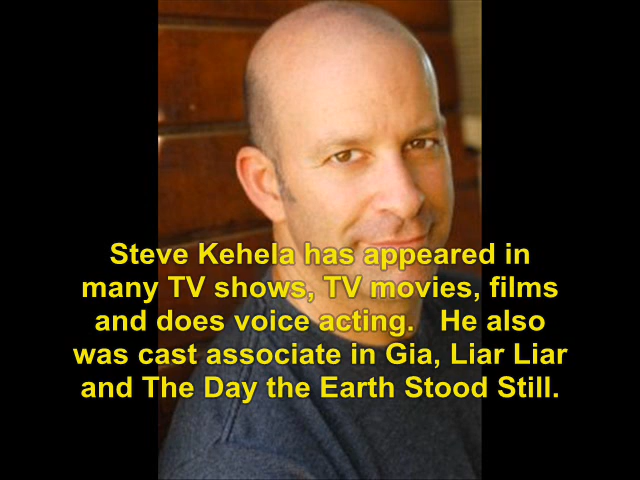 Steve Kehela has appeared in
many TV shows, TV movies, films
and does voice acting.   He also
was cast associate in Gia, Liar Liar
and The Day the Earth Stood Still.